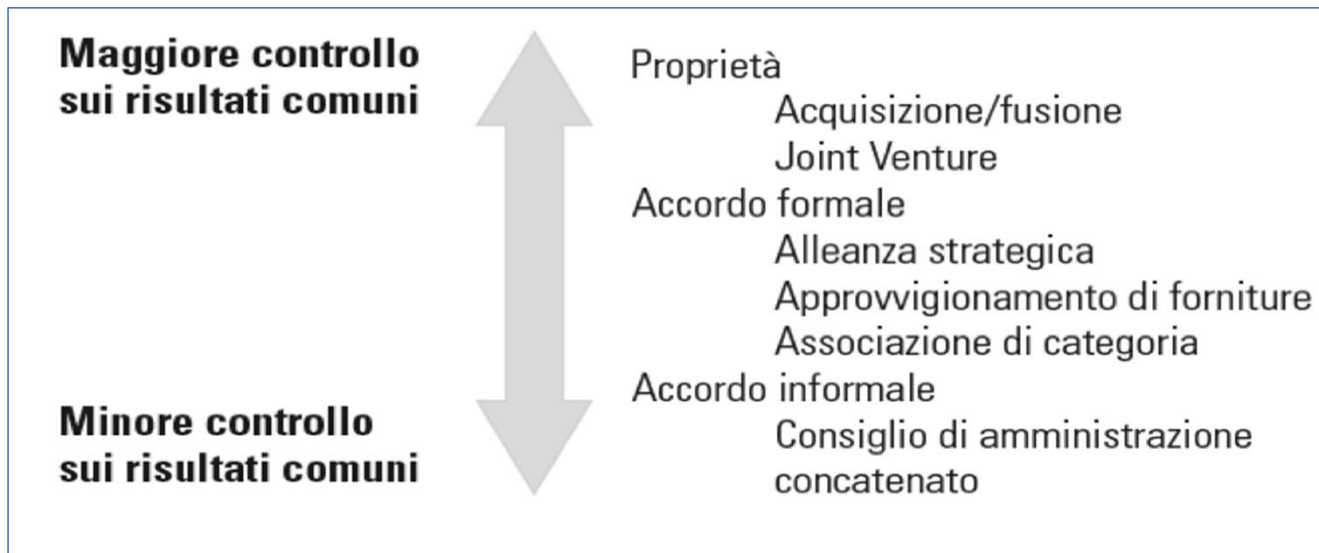 Maggiore controllo
sui risultati comuni
Proprietà
Acquisizione/fusione
Joint Venture
Accordo formale
Alleanza strategica
Approvvigionamento di forniture
Associazione di categoria
Accordo informale
Minore controllo
sui risultati comuni
Consiglio di amministrazione
concatenato